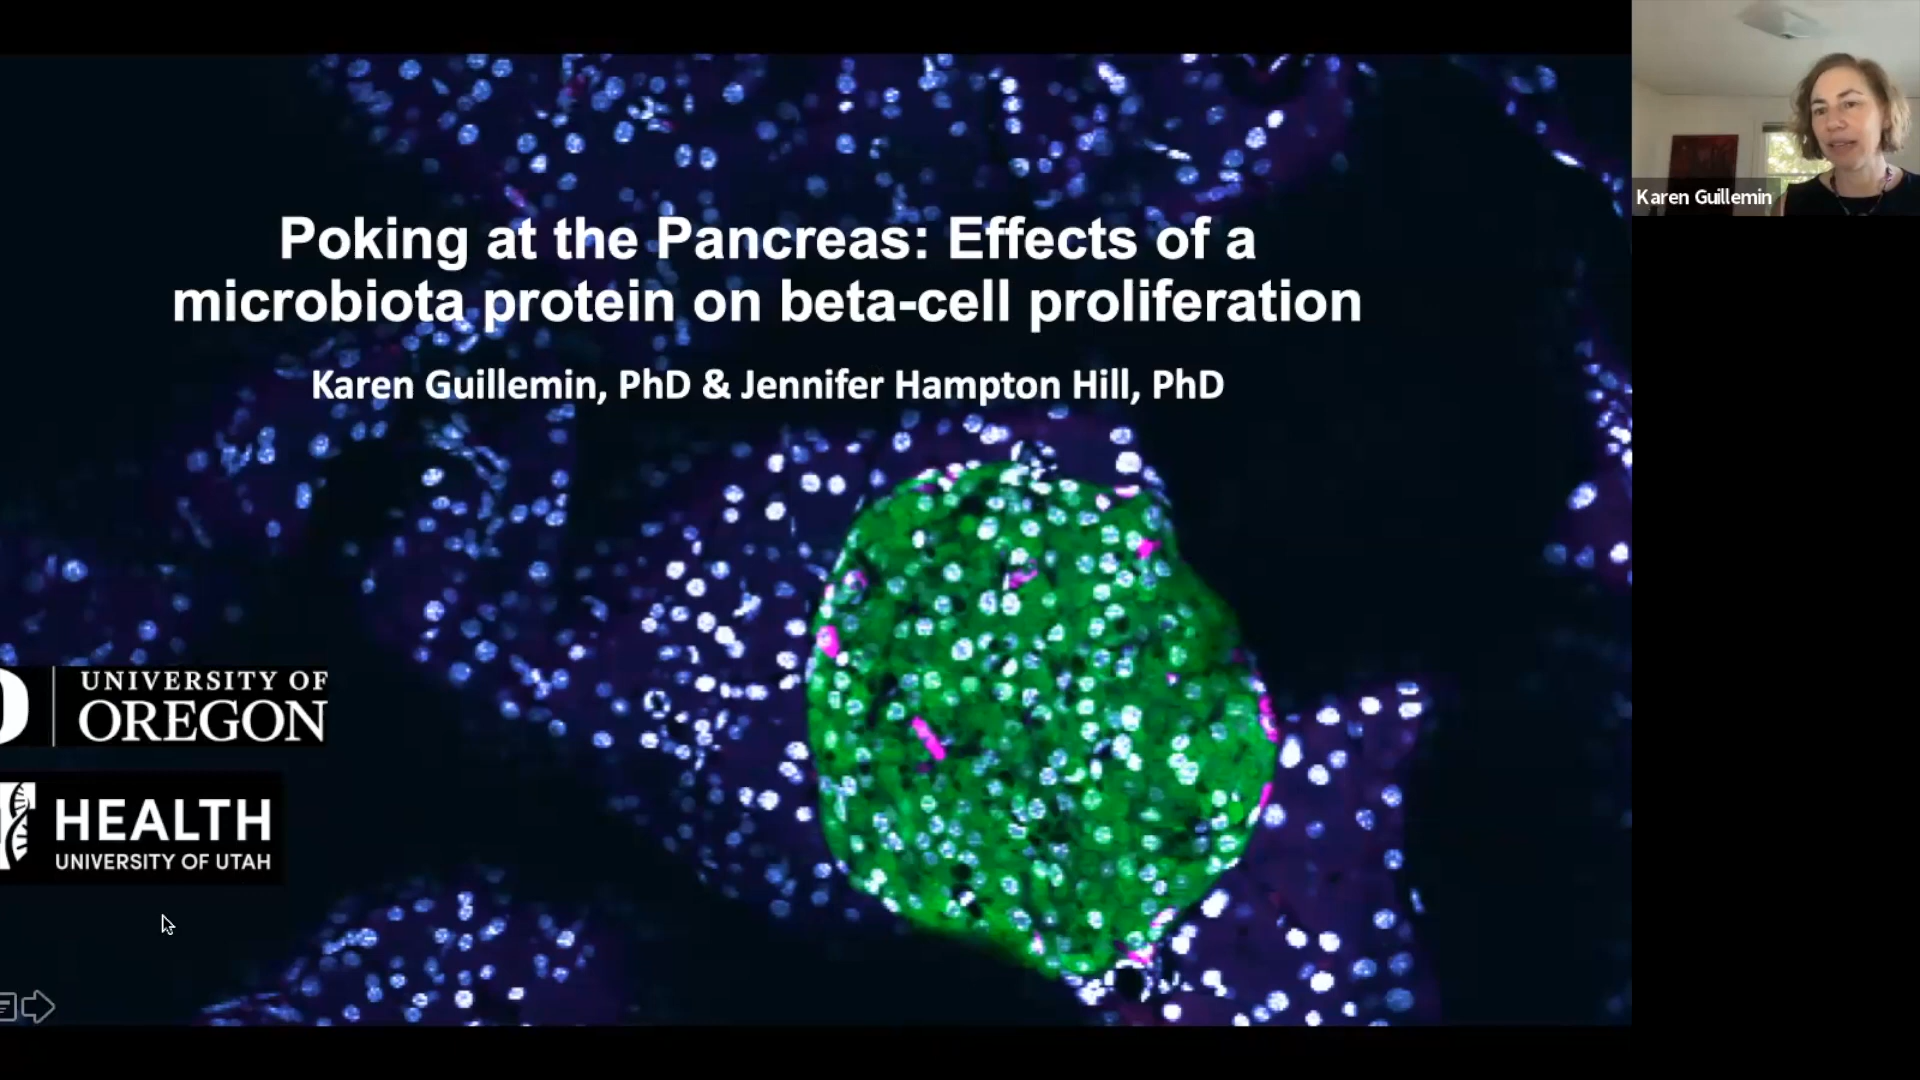 Poking at the Pancreas: Effects of a
microbiota protein on beta-cell proliferation
Karen Guillemin, PhD & Jennifer Hampton Hill, PhD
Karen Guillemin
UNIVERSITY OF
OREGON
HEALTH
UNIVERSITY OF UTAH